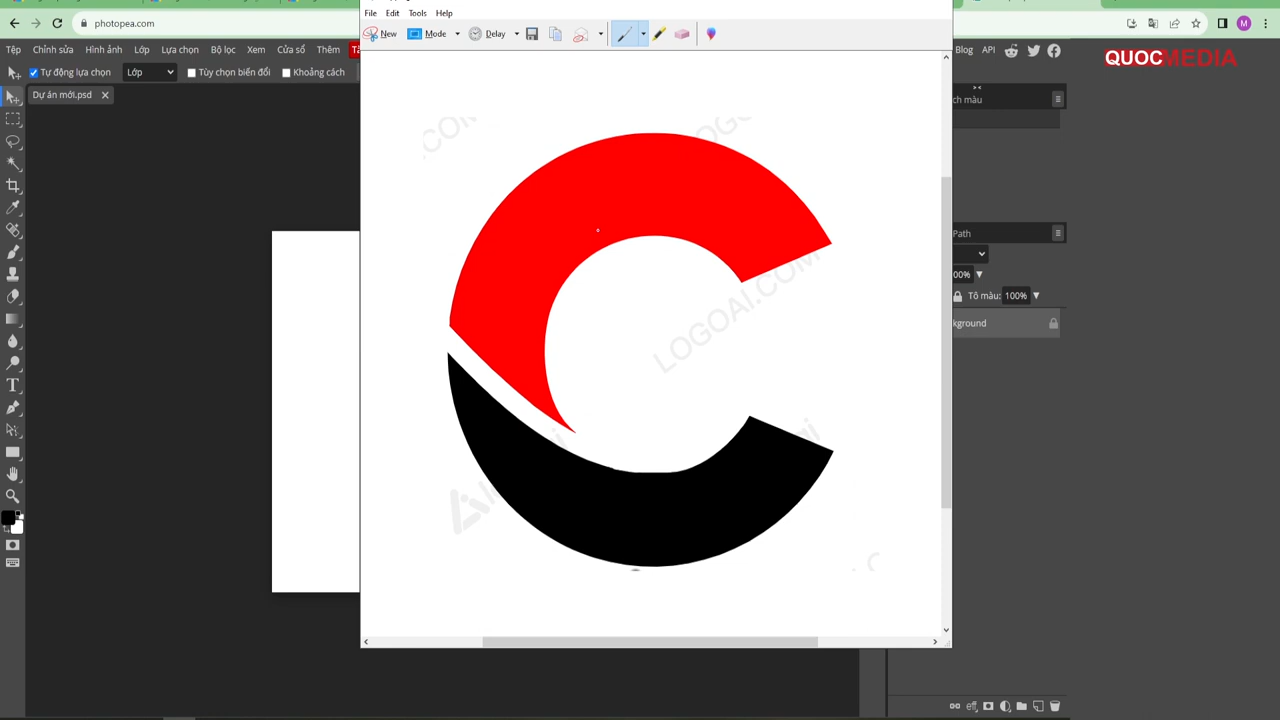 File Edit Tools Help
photopea.com
M
New Mode Delay
Tệp Chỉnh sửa Hình ảnh Lớp Lựa chọn Bộ lọc Xem Cửa sổ Thêm
Blog API
QUOCMEDIA
Tự động lựa chọn Lớp Tùy chọn biến đổi Khoảng cách
Dự án mới.psd
ch màu
LOGOAI.COM
Path
00%
Tô màu: 100%
kground
T
eff